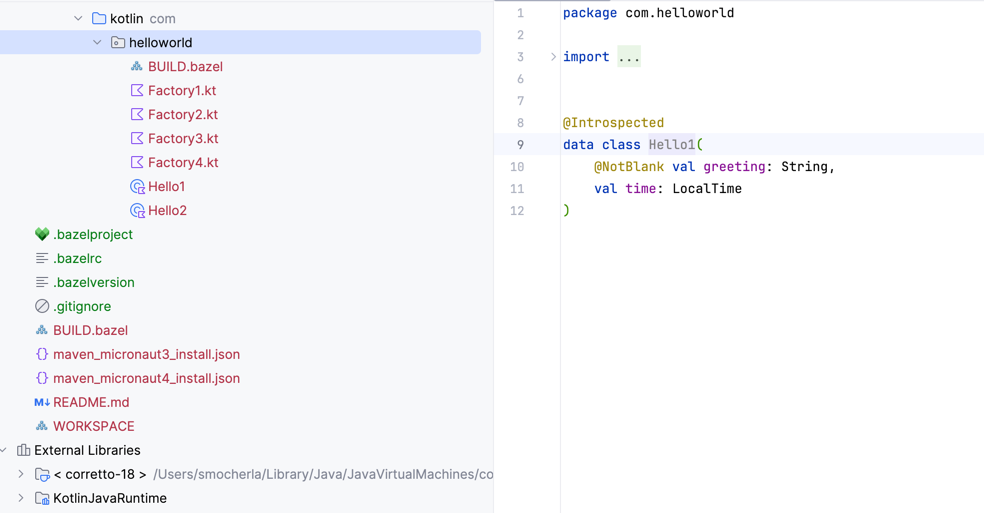 kotlin com
helloworld
BUILD.bazel
Factory1.kt
Factory2.kt
Factory3.kt
Factory4.kt
Hello1
Hello2
.bazelproject
.bazelrc
.bazelversion
.gitignore
BUILD.bazel
{} maven_micronaut3_install.json
{} maven_micronaut4_install.json
M↓ README.md
WORKSPACE
External Libraries
< corretto-18 > /Users/smocherla/Library/Java/JavaVirtualMachines/co
KotlinJavaRuntime
1 package com.helloworld
2
3 import ...
6
7
8 @Introspected
9 data class Hello1(
10 @NotBlank val greeting: String,
11 val time: LocalTime
12 )